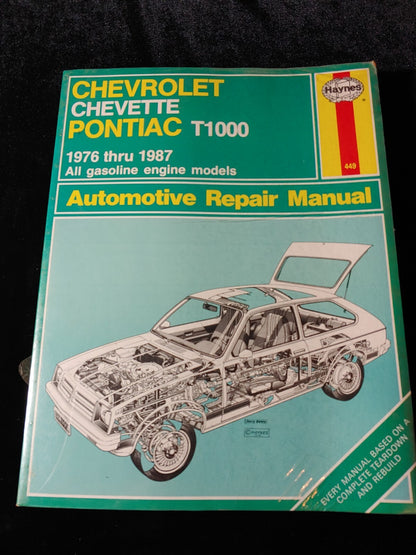 CHEVROLET
CHEVETTE
PONTIAC T1000
1976 thru 1987
All gasoline engine models
Haynes
449
Automotive Repair Manual
EVERY MANUAL BASED ON A
COMPLETE TEARDOWN
AND REBUILD